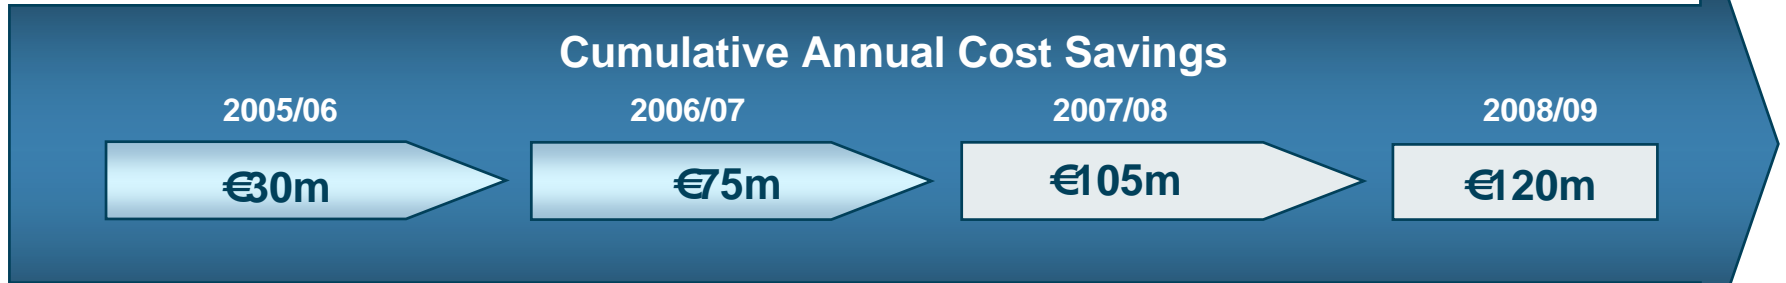 Cumulative Annual Cost Savings
2005/06 2006/07 2007/08 2008/09
€30m €75m €105m €120m